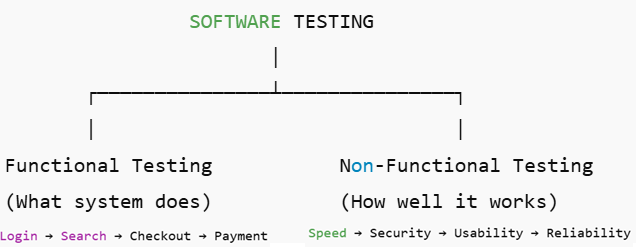 SOFTWARE TESTING
Functional Testing
Non-Functional Testing
(What system does)
(How well it works)
Login → Search → Checkout → Payment
Speed → Security → Usability → Reliability